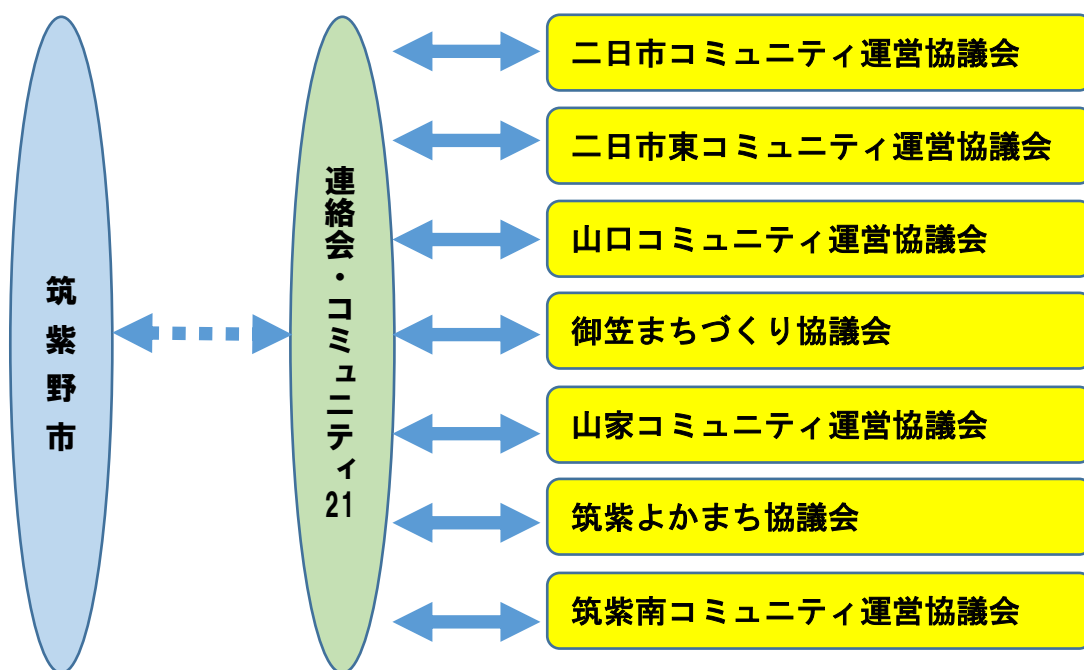 筑紫野市
連絡会・コミュニティ21
二日市コミュニティ運営協議会
二日市東コミュニティ運営協議会
山口コミュニティ運営協議会
御笠まちづくり協議会
山家コミュニティ運営協議会
筑紫よかまち協議会
筑紫南コミュニティ運営協議会